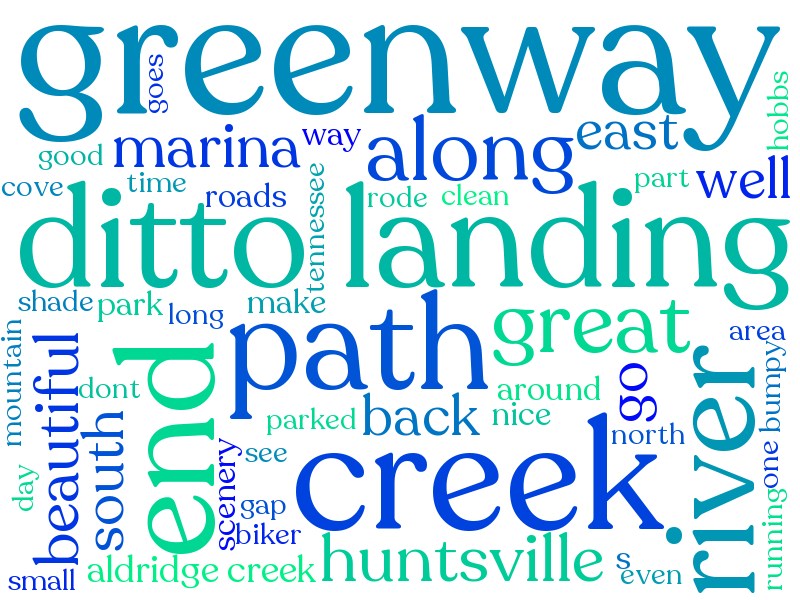 greenway
goes
hobbs
marina
way
along
east
good
cove
time
roads
tennessee
rode
clean
part
well
ditto landing
shade
park
long
make
great
area
mountain
beautiful
dont
end
path
around
go
bumpy
river
south
parked
back
nice
north
day
scenery
see
creek
one
gap
biker
running
small
aldridge creek
huntsville
s
even